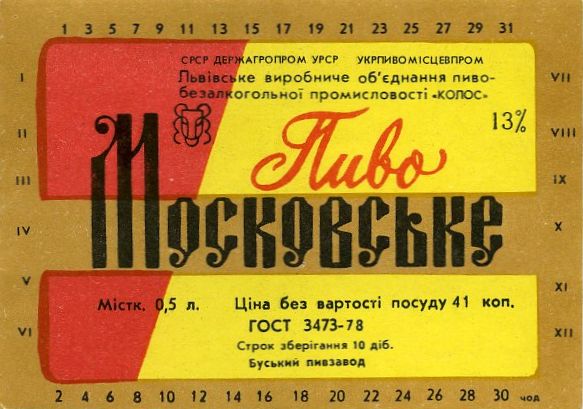 1 3 5 7 9 11 13 15 17 19 21 23 25 27 29 31
СРСР ДЕРЖАГРОПРОМ УРСР УКРПИВОМІСЦЕВПРОМ
Львівське виробниче об'єднання пиво-
безалкогольної промисловості «КОЛОС»
13%
Пиво
Московське
Містк. 0,5 л. Ціна без вартості посуду 41 коп.
ГОСТ 3473-78
Строк зберігання 10 діб.
Буський пивзавод
I
II
III
IV
V
VI
VII
VIII
IX
X
XI
XII
2 4 6 8 10 12 14 16 18 20 22 24 26 28 30 чод